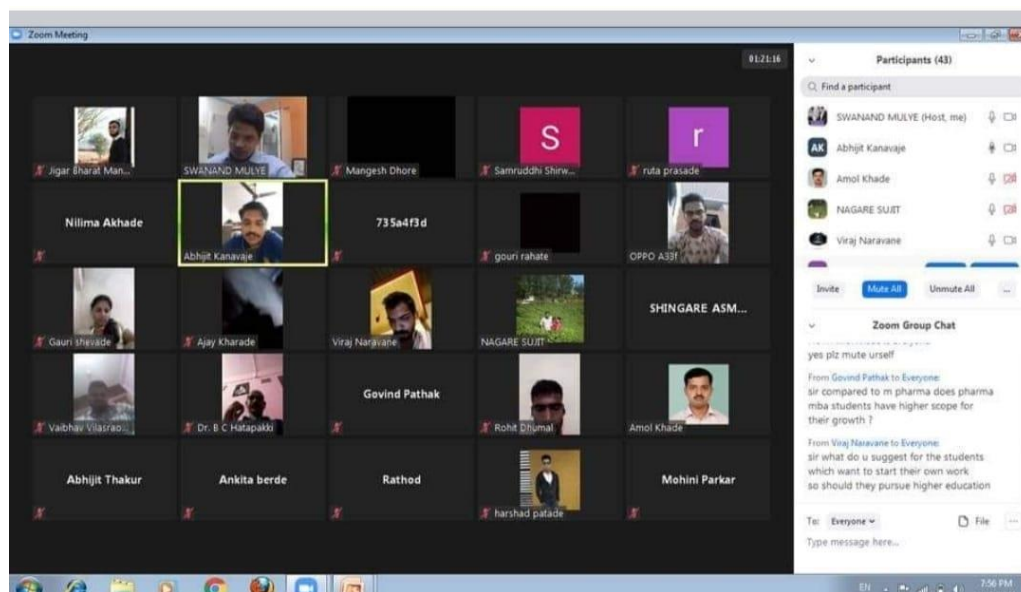 Zoom Meeting
01:21:16
Jigar Bharat Man...
SWANAND MULYE
Mangesh Dhore
S
Samruddhi Shirw...
r
ruta prasade
Nilima Akhade
Abhijit Kanavaje
735a4f3d
gouri rahate
OPPO A33f
Gauri shevade
Ajay Kharade
Viraj Naravane
NAGARE SUJIT
SHINGARE ASM...
Vaibhav Vilasrao...
Dr. B C Hatapakki
Govind Pathak
Rohit Dhumal
Amol Khade
Abhijit Thakur
Ankita berde
Rathod
harshad patade
Mohini Parkar
Participants (43)
Find a participant
SWANAND MULYE (Host, me)
AK Abhijit Kanavaje
Amol Khade
NAGARE SUJIT
Viraj Naravane
Invite Mute All Unmute All ...
Zoom Group Chat
yes plz mute urself
From Govind Pathak to Everyone:
sir compared to m pharma does pharma
mba students have higher scope for
their growth ?
From Viraj Naravane to Everyone:
sir what do u suggest for the students
which want to start their own work
so should they pursue higher education
To: Everyone File ...
Type message here...
EN 7:56 PM